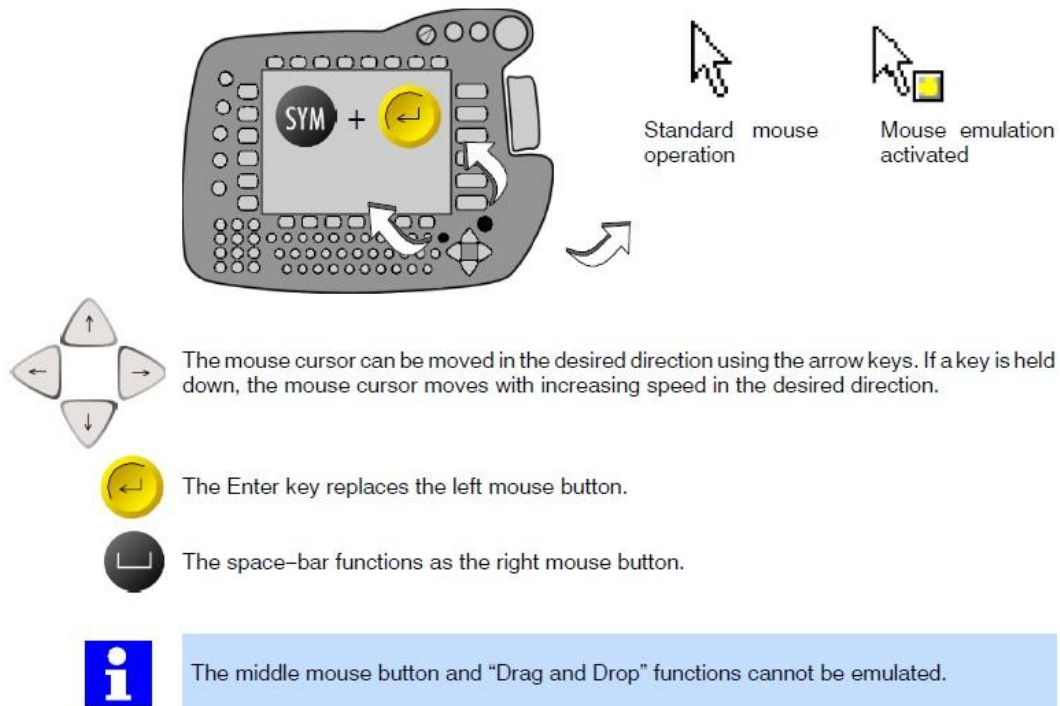 SYM +
Standard mouse
operation
Mouse emulation
activated
The mouse cursor can be moved in the desired direction using the arrow keys. If a key is held
down, the mouse cursor moves with increasing speed in the desired direction.
The Enter key replaces the left mouse button.
The space–bar functions as the right mouse button.
i
The middle mouse button and “Drag and Drop” functions cannot be emulated.